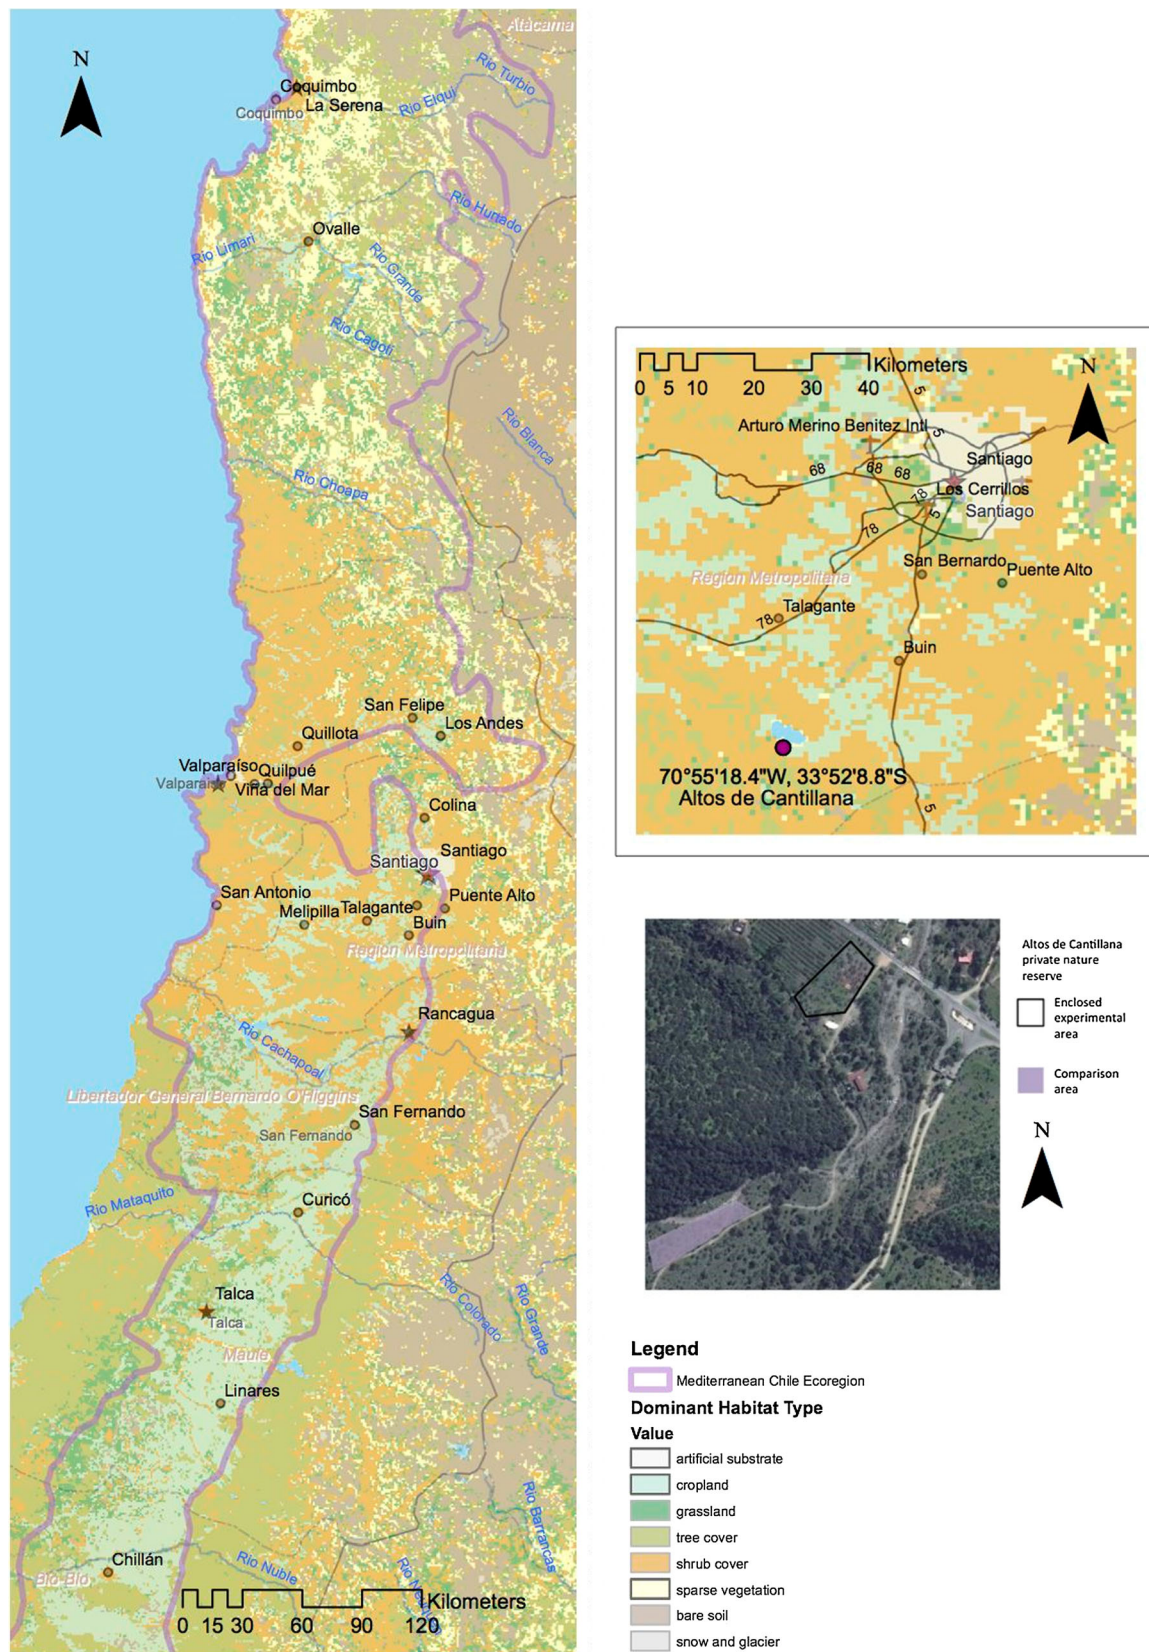 Atacama
N
Rio Turbio
Coquimbo
Rio Elqui
La Serena
Coquimbo
Rio Hurtado
Ovalle
Rio Limari
Rio Grande
Rio Cagoti
Rio Blanca
Rio Choapa
San Felipe
Los Andes
Quillota
Valparaíso
Quilpué
Valparaiso
Viña del Mar
Colina
Santiago
Santiago
San Antonio
Puente Alto
Melipilla
Talagante
Buin
Region Metropolitana
Rancagua
Rio Cachapoal
Libertador General Bernardo O'Higgins
San Fernando
San Fernando
Curicó
Rio Mataquito
Talca
Talca
Rio Colorado
Rio Grande
Maule
Linares
Rio Barrancas
Chillán
Bio-Bio
Rio Nuble
Kilometers
0 15 30 60 90 120
Kilometers
0 5 10 20 30 40
N
5
Arturo Merino Benitez Intl
5
Santiago
68
68
68
Los Cerrillos
78
Santiago
5
78
San Bernardo
Puente Alto
Region Metropolitana
Talagante
78
Buin
70°55'18.4"W, 33°52'8.8"S
Altos de Cantillana
5
Altos de Cantillana
private nature
reserve
Enclosed
experimental
area
Comparison
area
N
Legend
Mediterranean Chile Ecoregion
Dominant Habitat Type
Value
artificial substrate
cropland
grassland
tree cover
shrub cover
sparse vegetation
bare soil
snow and glacier